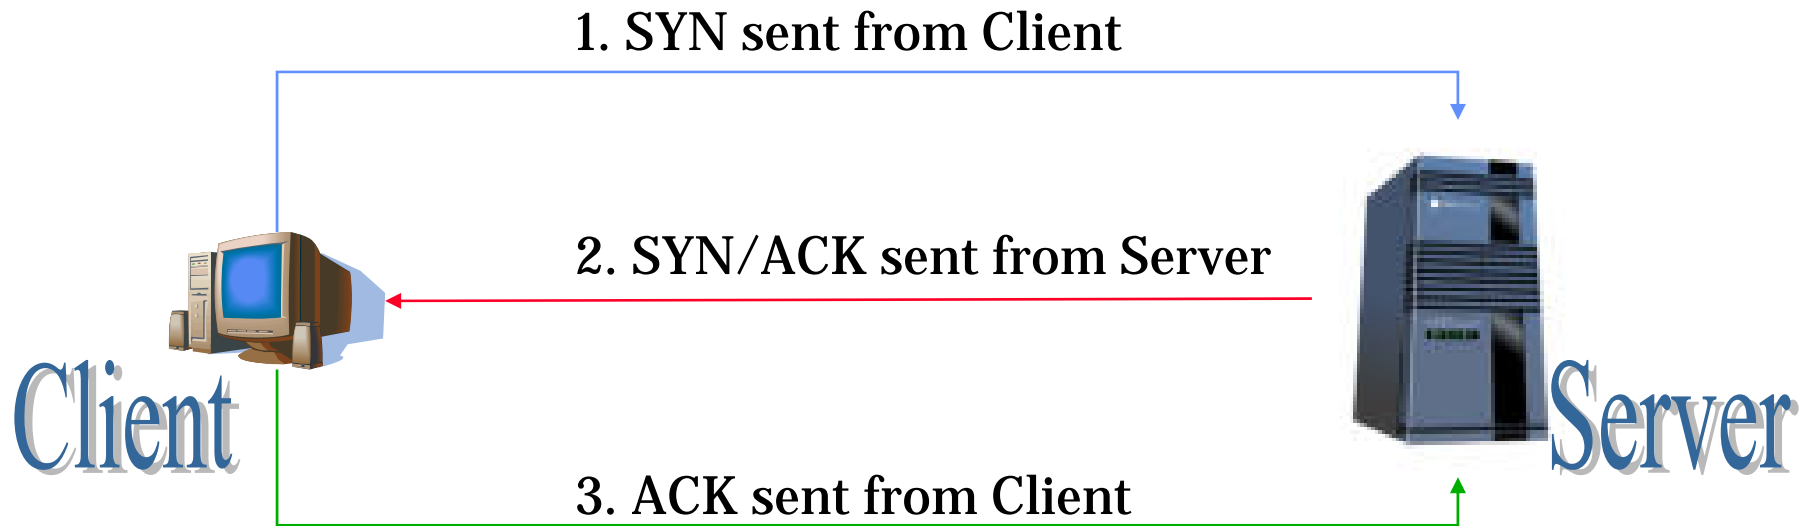 1. SYN sent from Client
2. SYN/ACK sent from Server
Client
Server
3. ACK sent from Client